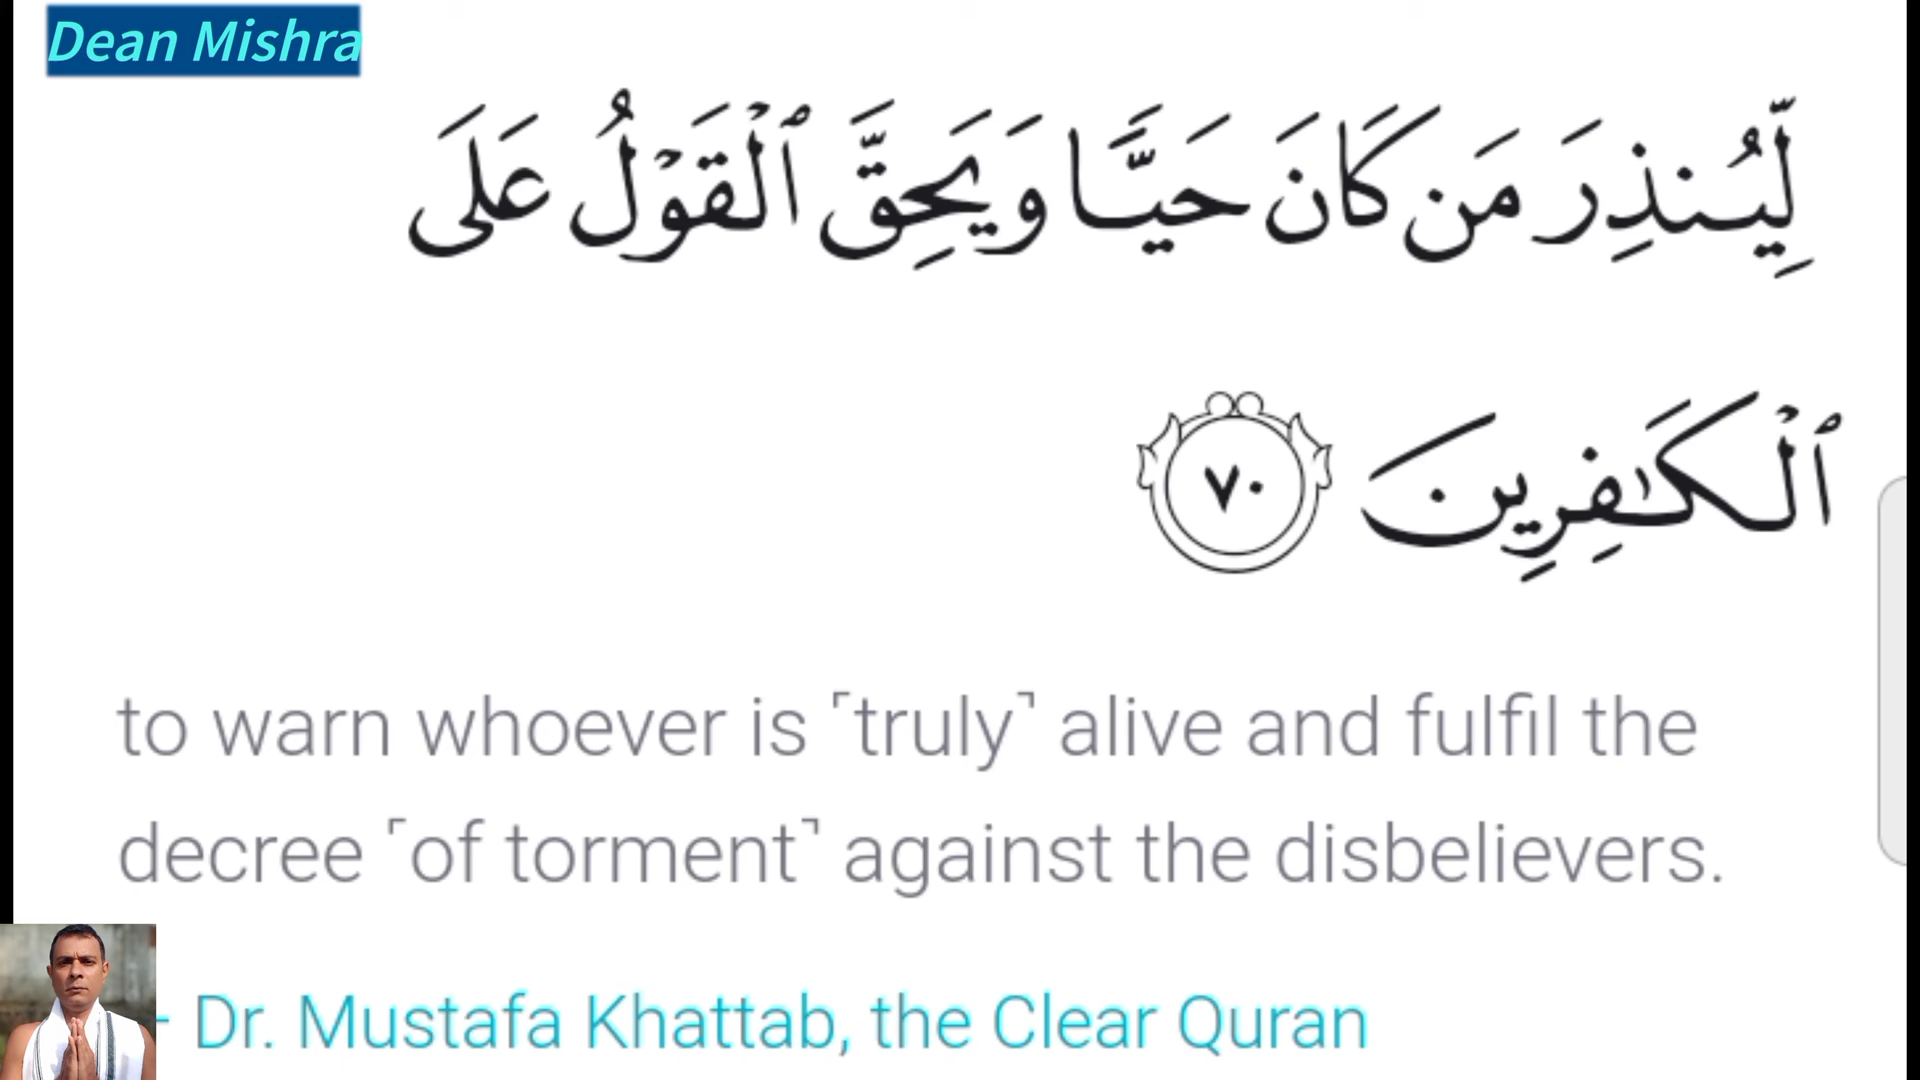 Dean Mishra
لِّيُنذِرَ مَن كَانَ حَيًّا وَيَحِقَّ ٱلْقَوْلُ عَلَى
ٱلْكَـٰفِرِينَ ٧٠
to warn whoever is ˹truly˺ alive and fulfil the
decree ˹of torment˺ against the disbelievers.
- Dr. Mustafa Khattab, the Clear Quran